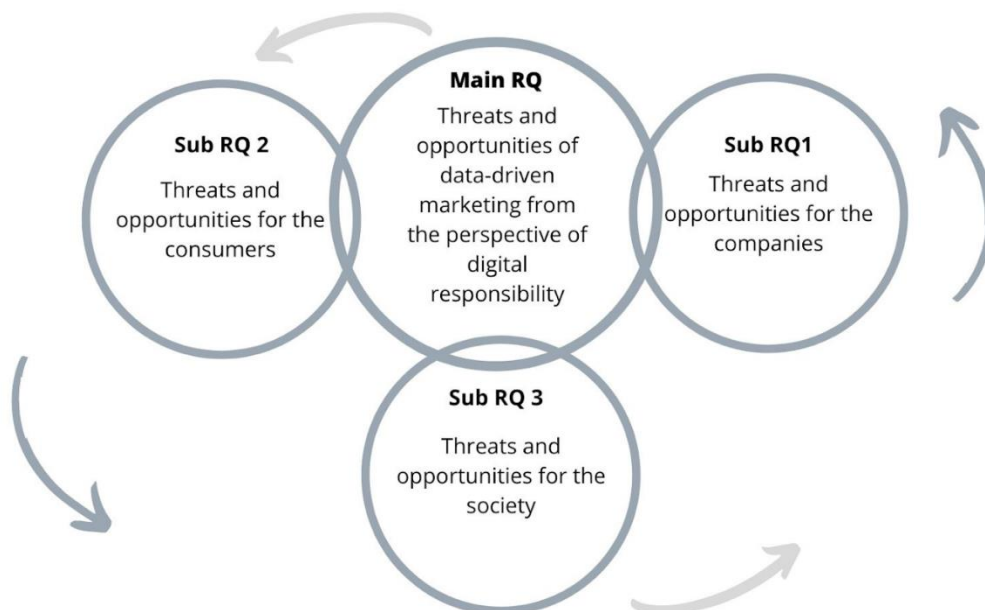 Main RQ
Threats and
opportunities of
data-driven
marketing from
the perspective of
digital
responsibility
Sub RQ 2
Threats and
opportunities for the
consumers
Sub RQ1
Threats and
opportunities for the
companies
Sub RQ 3
Threats and
opportunities for the
society